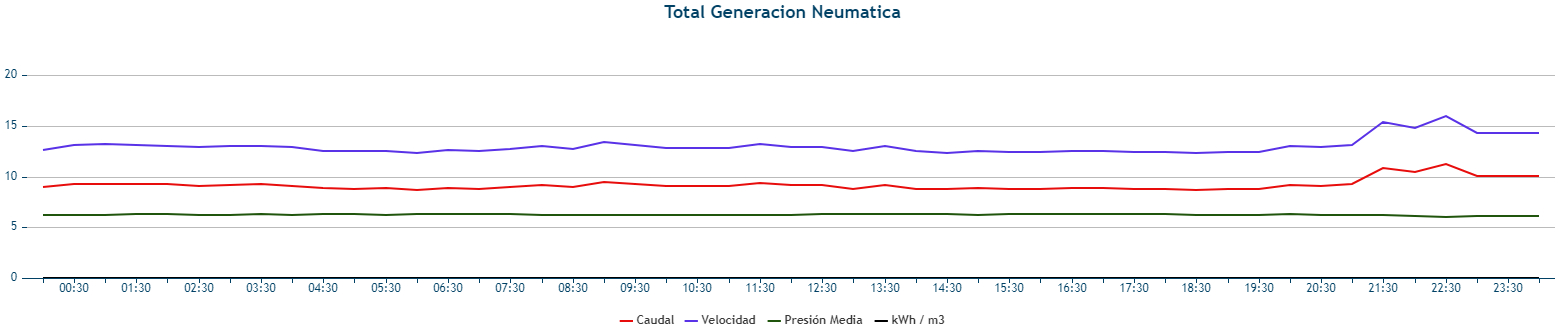 Total Generacion Neumatica
20
15
10
5
0
00:30 01:30 02:30 03:30 04:30 05:30 06:30 07:30 08:30 09:30 10:30 11:30 12:30 13:30 14:30 15:30 16:30 17:30 18:30 19:30 20:30 21:30 22:30 23:30
Caudal Velocidad Presión Media kWh / m3